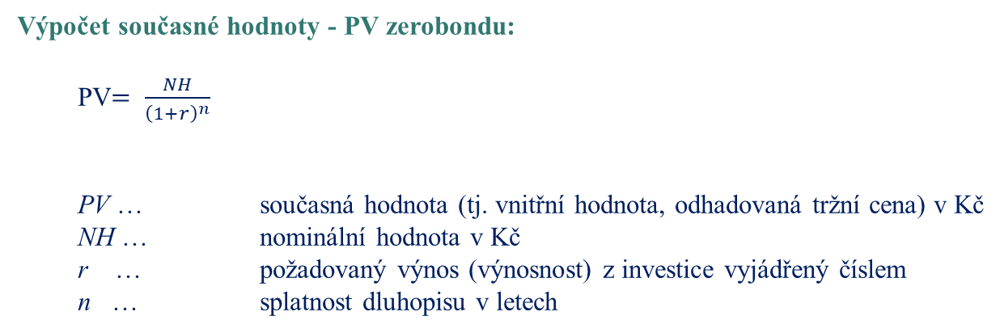 Výpočet současné hodnoty - PV zerobondu:
PV= NH/(1+r)^n
PV … současná hodnota (tj. vnitřní hodnota, odhadovaná tržní cena) v Kč
NH … nominální hodnota v Kč
r … požadovaný výnos (výnosnost) z investice vyjádřený číslem
n … splatnost dluhopisu v letech